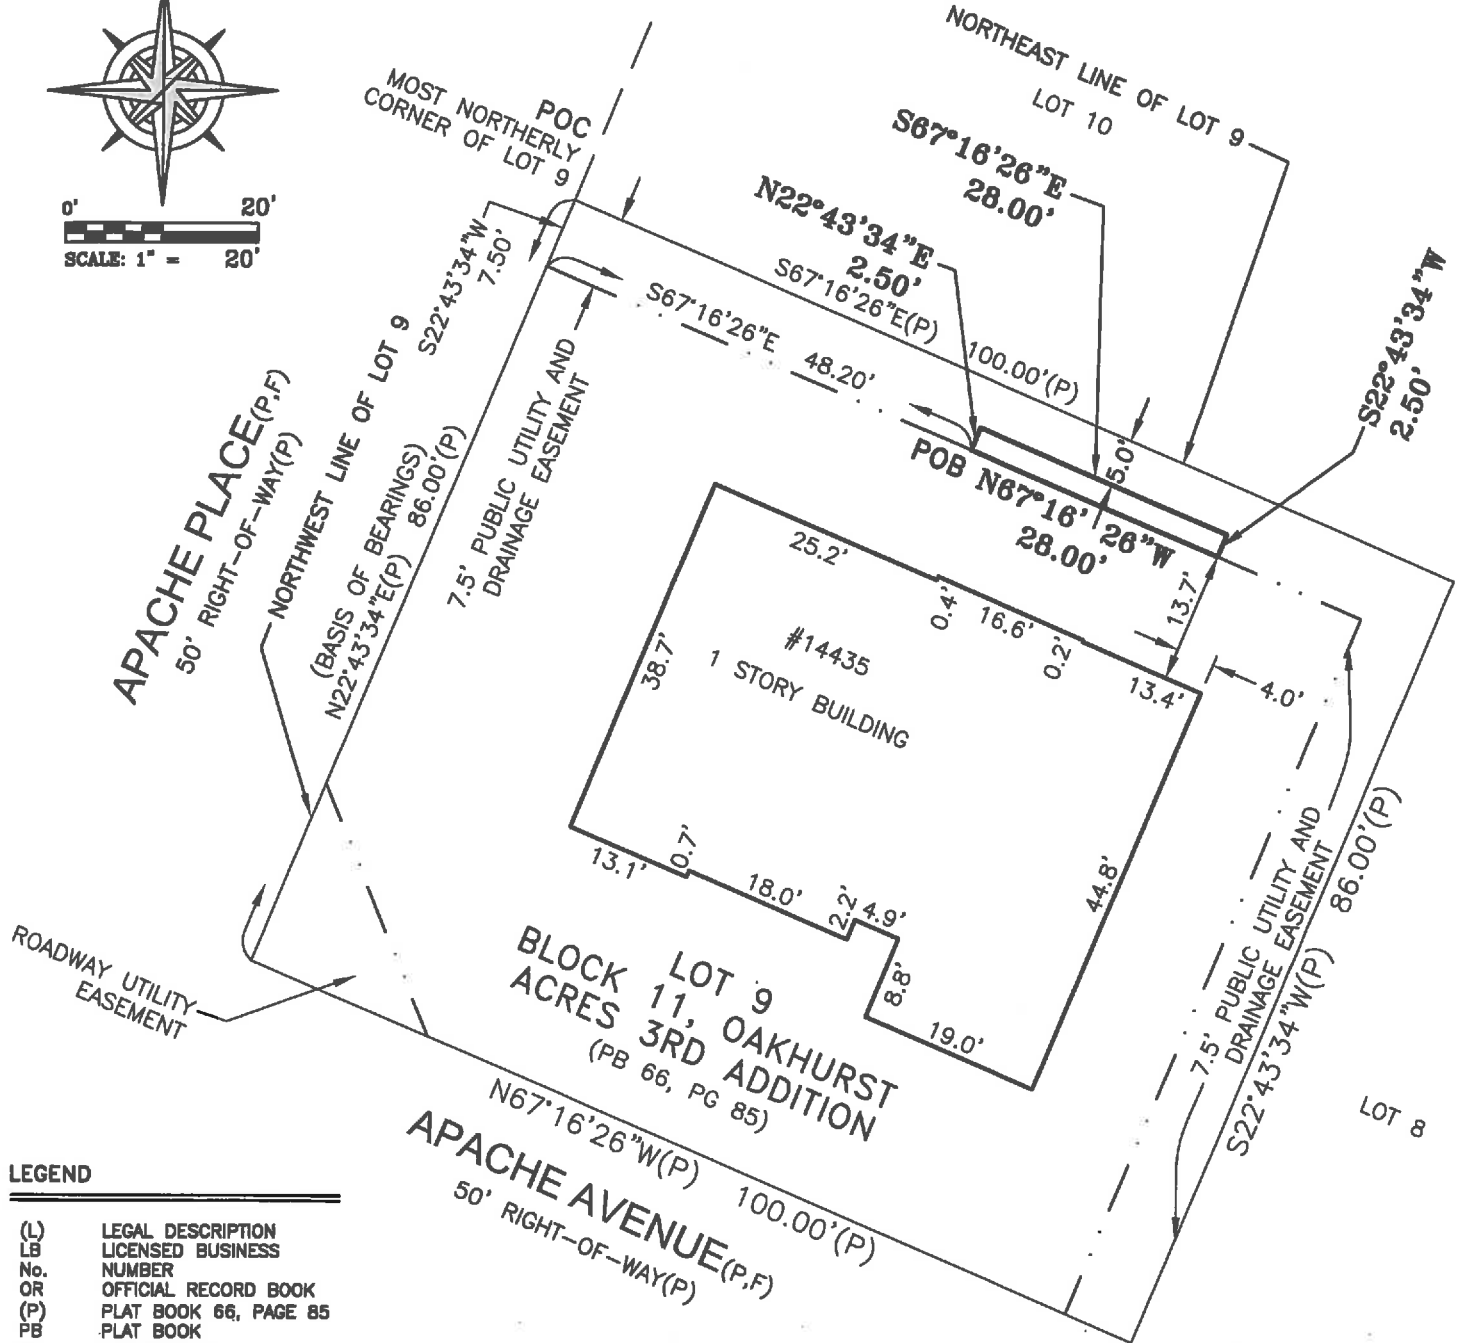 0' 20'
SCALE: 1" = 20'
POC
MOST NORTHERLY
CORNER OF LOT 9
NORTHEAST LINE OF LOT 9
LOT 10
S67°16'26"E
28.00'
N22°43'34"E
2.50'
S67°16'26"E(P)
100.00'(P)
S22°43'34"W
7.50'
S67°16'26"E 48.20'
S22°43'34"W
2.50'
5.0'
POB N67°16' 26"W
28.00'
APACHE PLACE(P,F)
50' RIGHT-OF-WAY(P)
NORTHWEST LINE OF LOT 9
(BASIS OF BEARINGS)
N22°43'34"E(P) 86.00'(P)
7.5' PUBLIC UTILITY AND
DRAINAGE EASEMENT
25.2'
0.4'
16.6'
0.2'
13.4'
13.7'
4.0'
38.7'
#14435
1 STORY BUILDING
44.8'
13.1'
0.7'
18.0'
2.2'
4.9'
8.8'
19.0'
LOT 9
BLOCK 11, OAKHURST
ACRES 3RD ADDITION
(PB 66, PG 85)
7.5' PUBLIC UTILITY AND
DRAINAGE EASEMENT
S22°43'34"W(P) 86.00'(P)
LOT 8
ROADWAY UTILITY
EASEMENT
N67°16'26"W(P) 100.00'(P)
APACHE AVENUE(P,F)
50' RIGHT-OF-WAY(P)
LEGEND
(L) LEGAL DESCRIPTION
LB LICENSED BUSINESS
No. NUMBER
OR OFFICIAL RECORD BOOK
(P) PLAT BOOK 66, PAGE 85
PB PLAT BOOK